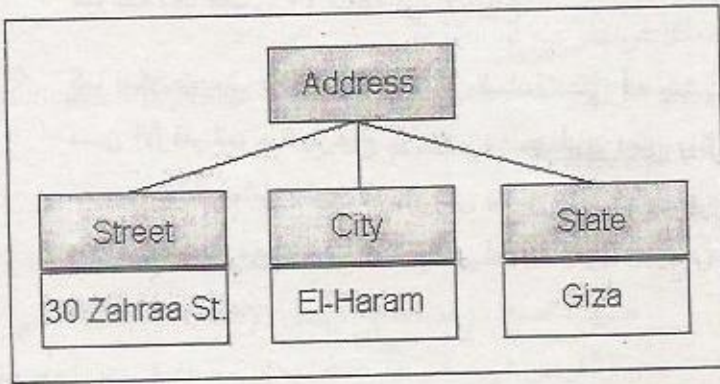 Address
Street
City
State
30 Zahraa St.
El-Haram
Giza